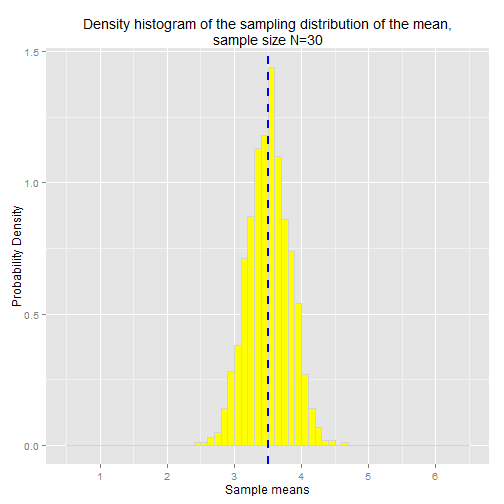 Density histogram of the sampling distribution of the mean,
sample size N=30
Probability Density
1.5
1.0
0.5
0.0
1 2 3 4 5 6
Sample means